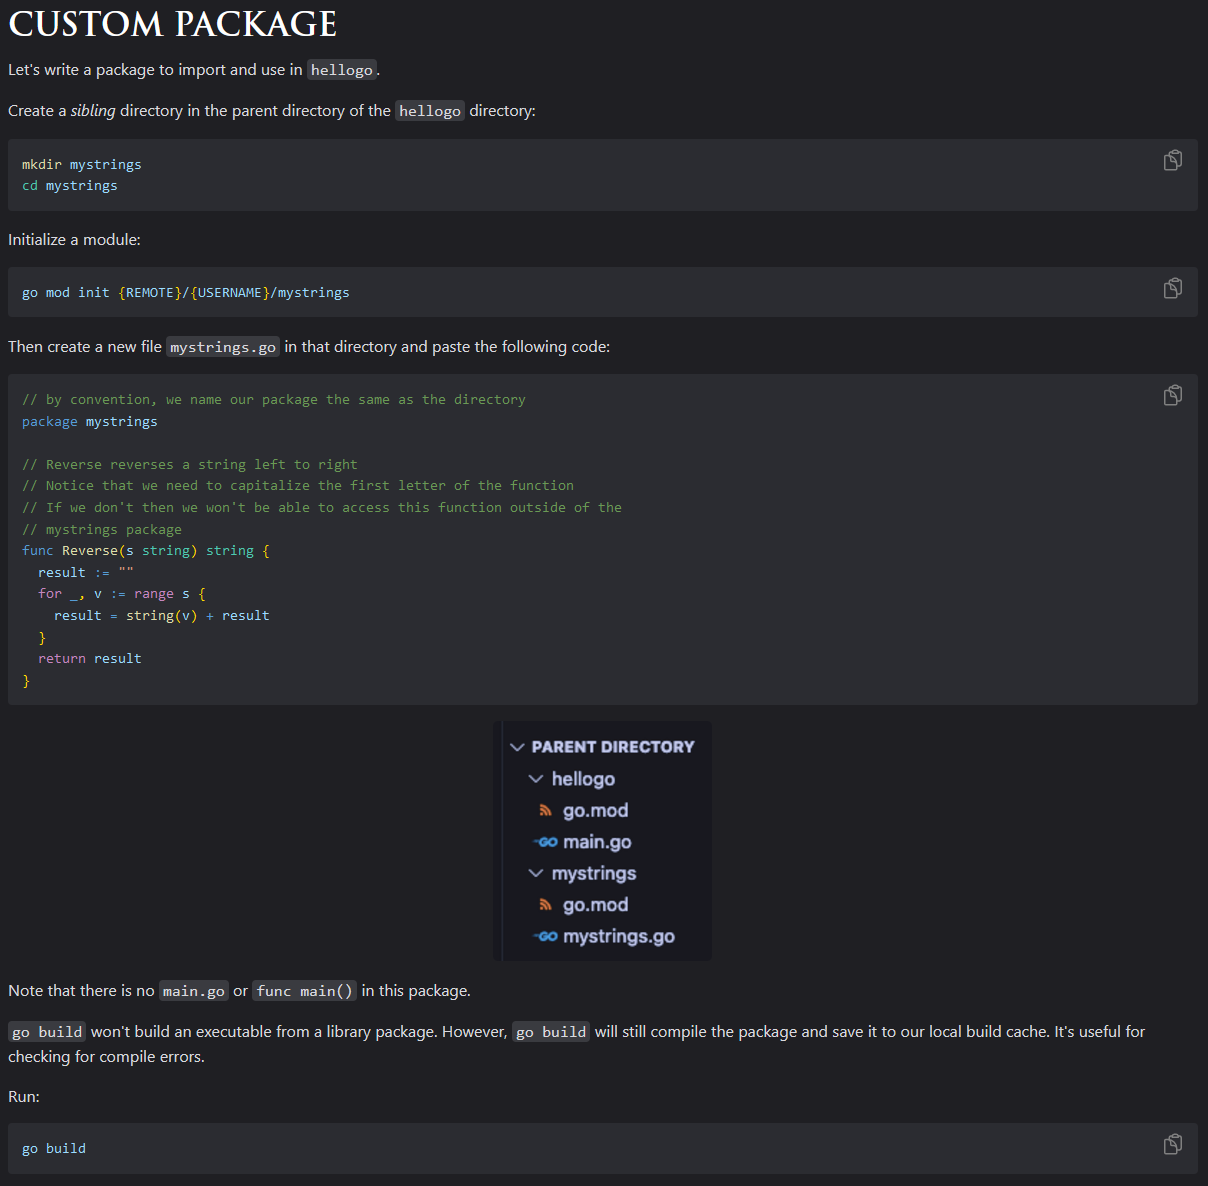 CUSTOM PACKAGE
Let's write a package to import and use in hellogo.
Create a sibling directory in the parent directory of the hellogo directory:
mkdir mystrings
cd mystrings
Initialize a module:
go mod init {REMOTE}/{USERNAME}/mystrings
Then create a new file mystrings.go in that directory and paste the following code:
// by convention, we name our package the same as the directory
package mystrings
// Reverse reverses a string left to right
// Notice that we need to capitalize the first letter of the function
// If we don't then we won't be able to access this function outside of the
// mystrings package
func Reverse(s string) string {
  result := ""
  for _, v := range s {
    result = string(v) + result
  }
  return result
}
PARENT DIRECTORY
hellogo
go.mod
GO main.go
mystrings
go.mod
GO mystrings.go
Note that there is no main.go or func main() in this package.
go build won't build an executable from a library package. However, go build will still compile the package and save it to our local build cache. It's useful for
checking for compile errors.
Run:
go build